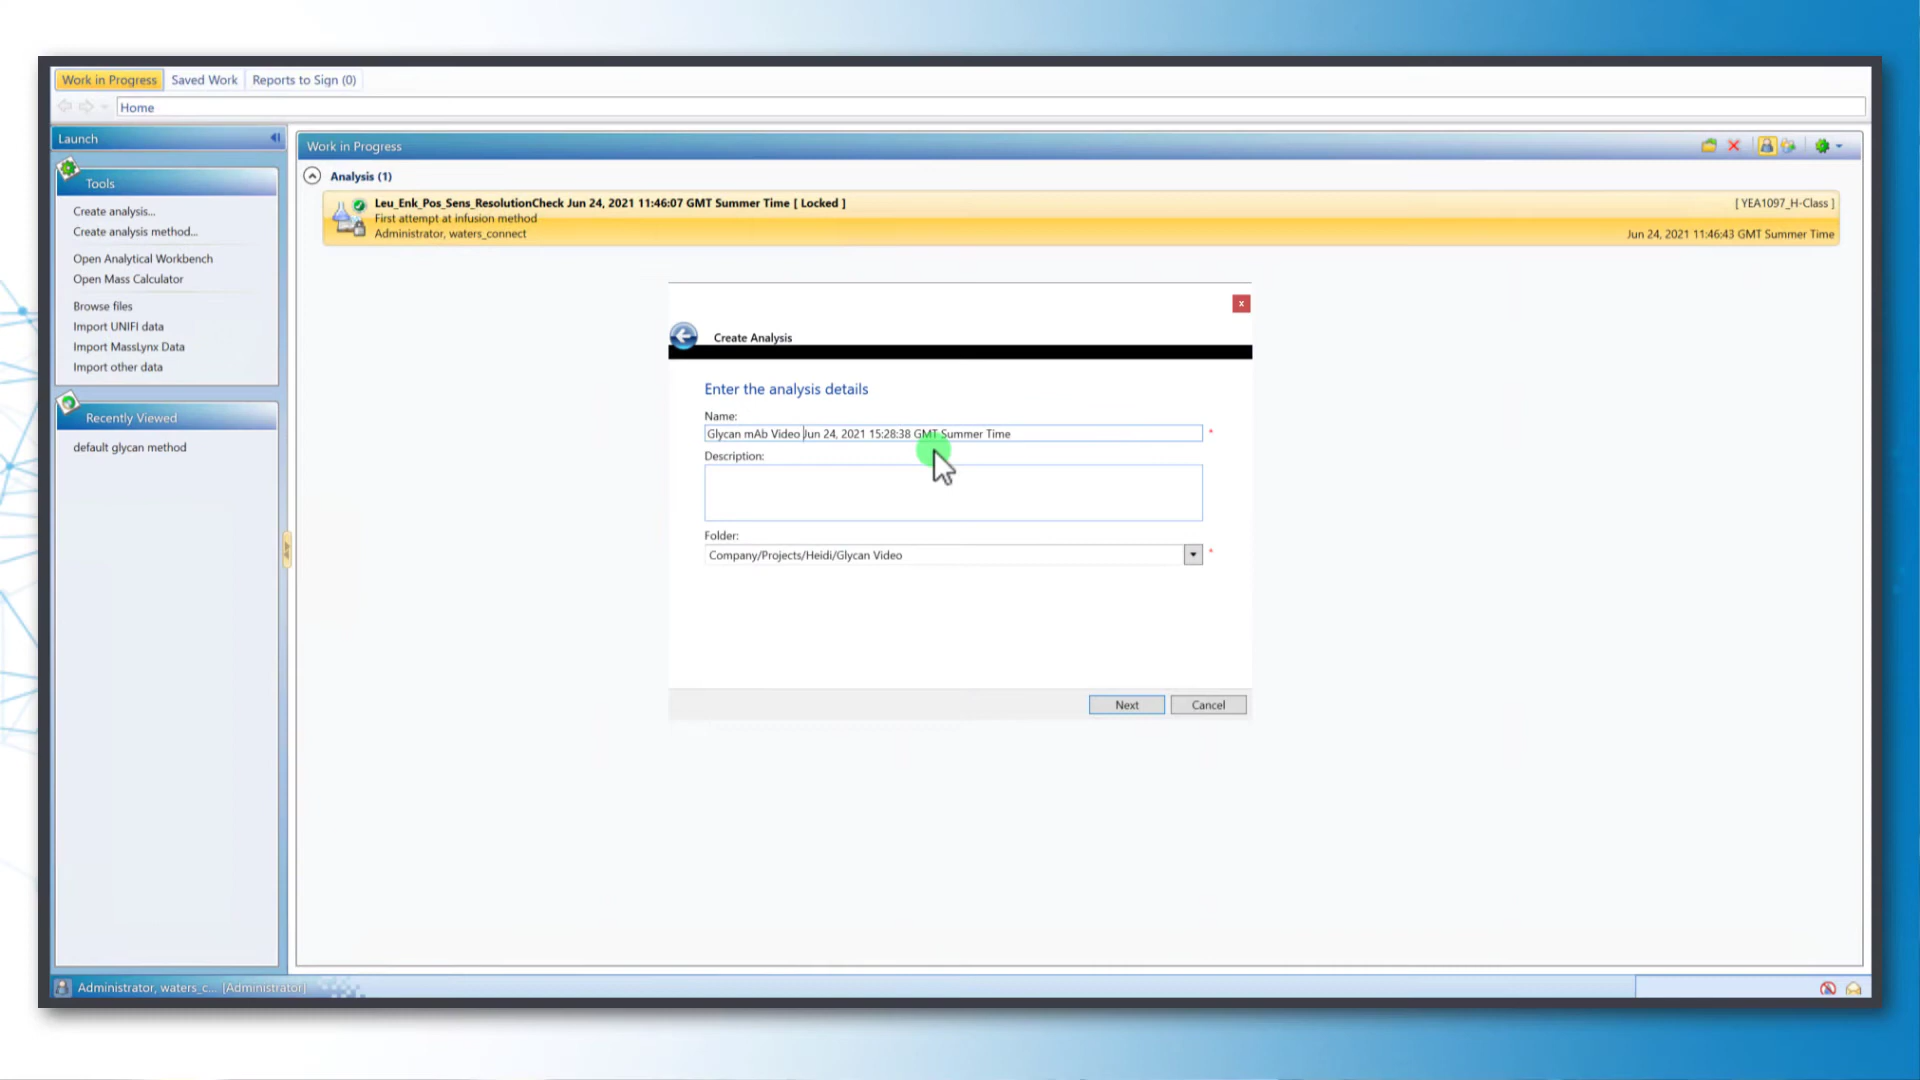 Work in Progress
Saved Work
Reports to Sign (0)
Home
Launch
Tools
Create analysis...
Create analysis method...
Open Analytical Workbench
Open Mass Calculator
Browse files
Import UNIFI data
Import MassLynx Data
Import other data
Recently Viewed
default glycan method
Work in Progress
Analysis (1)
Leu_Enk_Pos_Sens_ResolutionCheck Jun 24, 2021 11:46:07 GMT Summer Time [ Locked ]
[ YEA1097_H-Class ]
First attempt at infusion method
Administrator, waters_connect
Jun 24, 2021 11:46:43 GMT Summer Time
x
Create Analysis
Enter the analysis details
Name:
Glycan mAb Video Jun 24, 2021 15:28:38 GMT Summer Time
*
Description:
Folder:
Company/Projects/Heidi/Glycan Video
*
Next
Cancel
Administrator, waters_c... [Administrator]